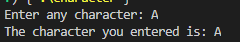 Enter any character: A
The character you entered is: A